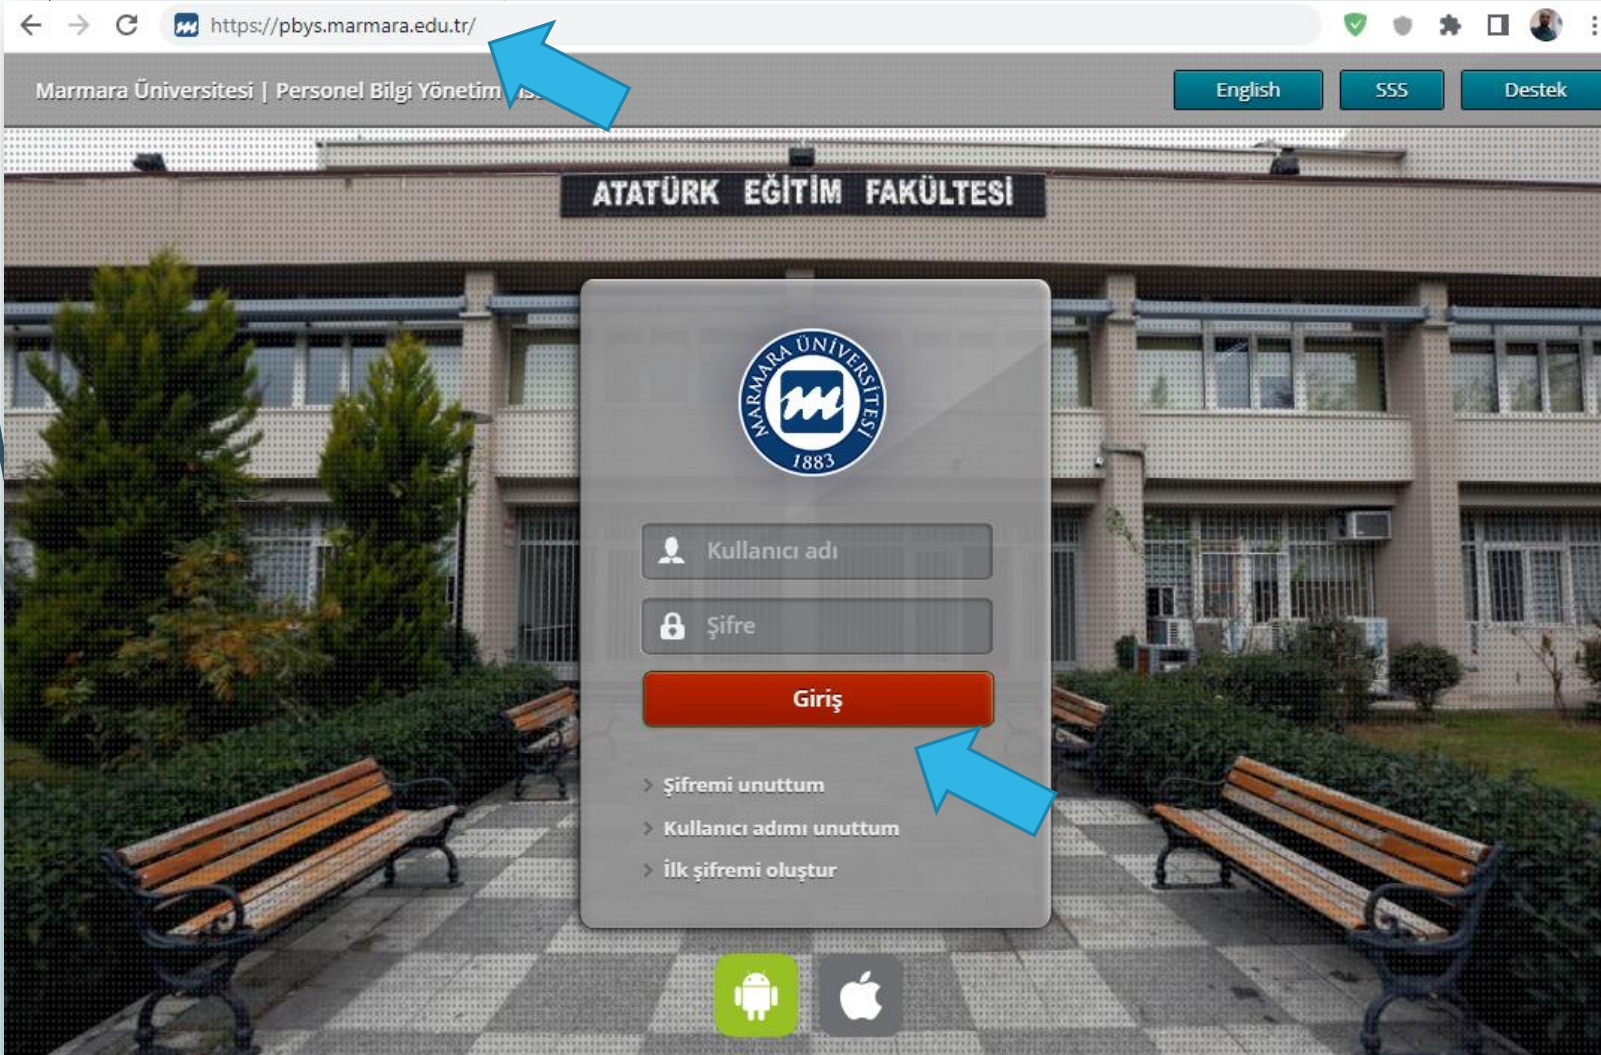 https://pbys.marmara.edu.tr/
Marmara Üniversitesi | Personel Bilgi Yönetim
English
SSS
Destek
ATATÜRK EĞİTİM FAKÜLTESİ
MARMARA ÜNİVERSİTESİ
1883
Kullanıcı adı
Şifre
Giriş
Şifremi unuttum
Kullanıcı adımı unuttum
İlk şifremi oluştur